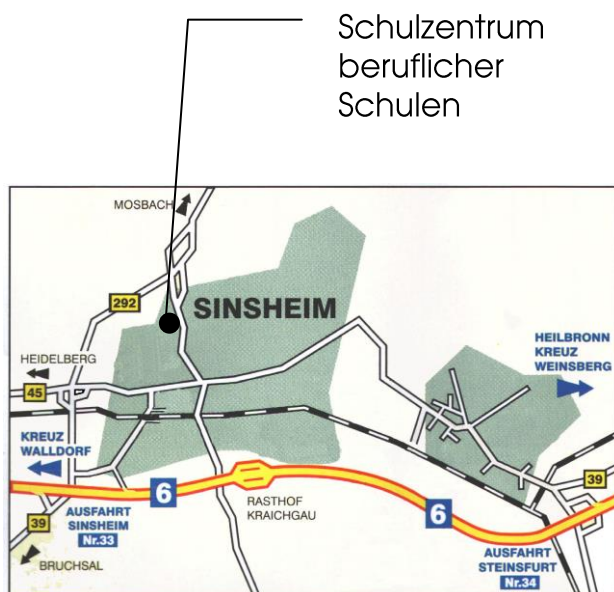 Schulzentrum
beruflicher
Schulen
MOSBACH
292
SINSHEIM
HEIDELBERG
45
HEILBRONN
KREUZ
WEINSBERG
KREUZ
WALLDORF
6
RASTHOF
KRAICHGAU
6
39
39
AUSFAHRT
SINSHEIM
Nr.33
BRUCHSAL
AUSFAHRT
STEINSFURT
Nr.34